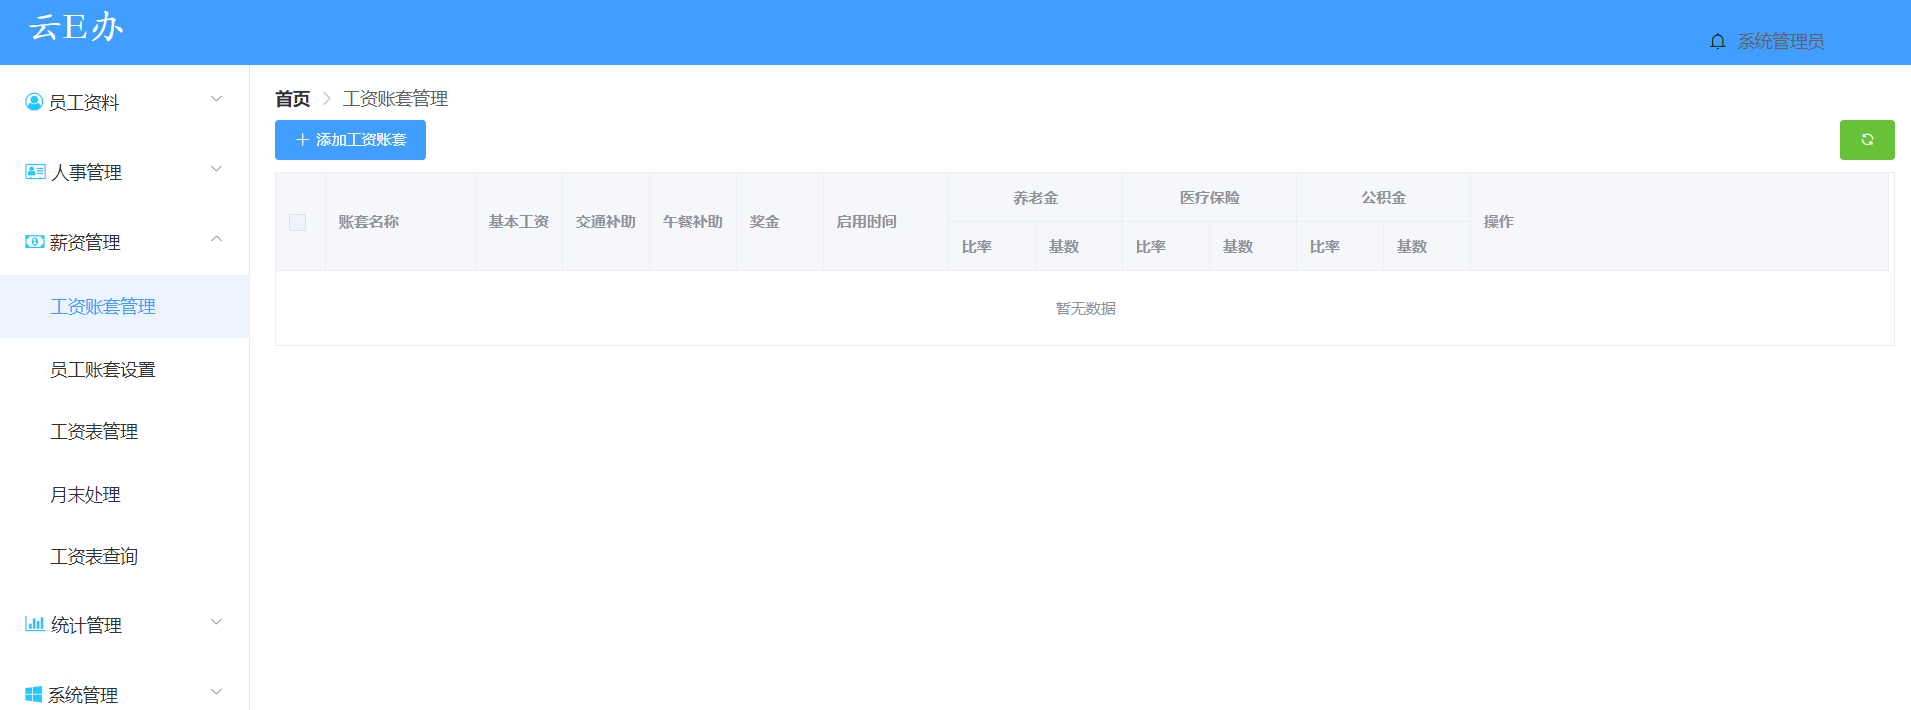 云E办
系统管理员
员工资料
人事管理
薪资管理
工资账套管理
员工账套设置
工资表管理
月末处理
工资表查询
统计管理
系统管理
首页 工资账套管理
添加工资账套
账套名称 基本工资 交通补助 午餐补助 奖金 启用时间 养老金 医疗保险 公积金 操作
比率 基数 比率 基数 比率 基数
暂无数据